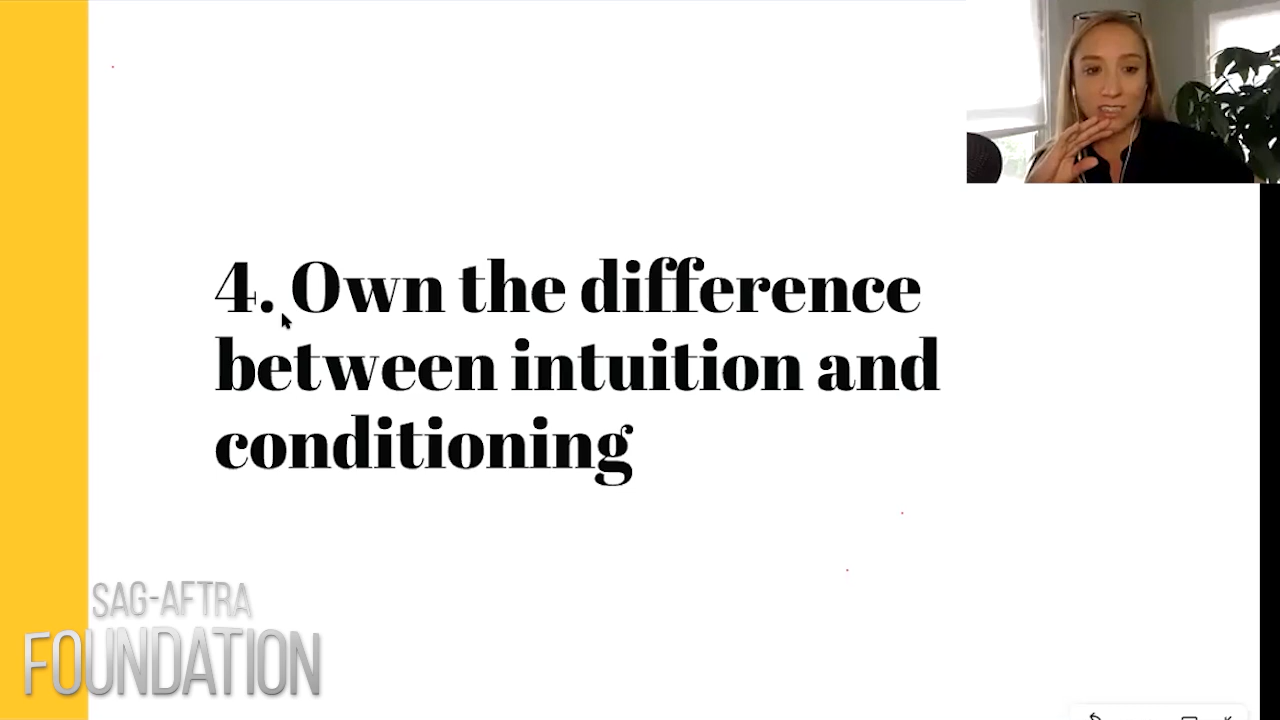 4. Own the difference
between intuition and
conditioning
SAG-AFTRA
FOUNDATION